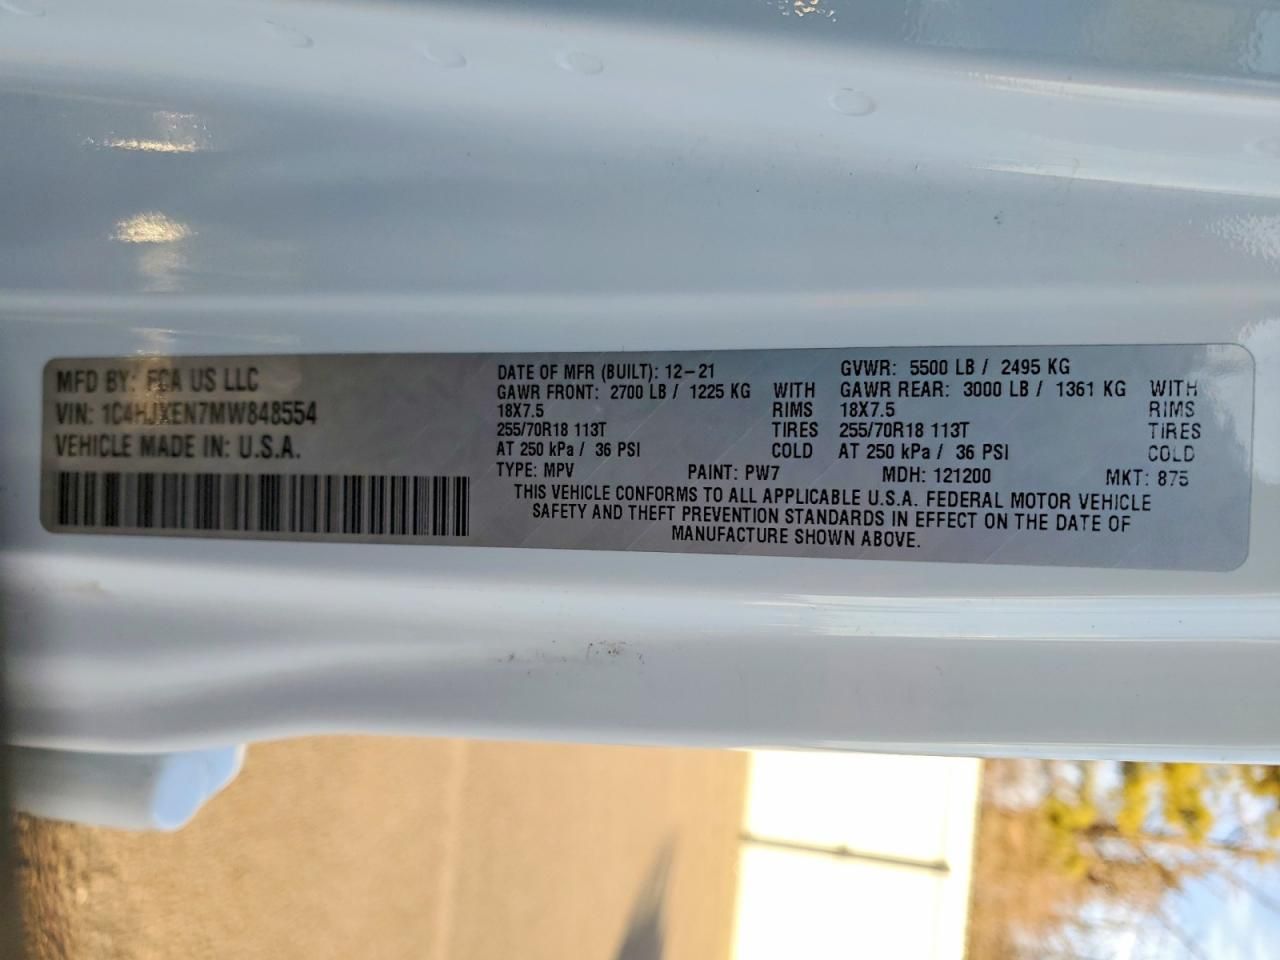 MFD BY: FCA US LLC
VIN: 1C4HJXEN7MW848554
VEHICLE MADE IN: U.S.A.
DATE OF MFR (BUILT): 12-21 GVWR: 5500 LB / 2495 KG
GAWR FRONT: 2700 LB / 1225 KG WITH GAWR REAR: 3000 LB / 1361 KG WITH
18X7.5 RIMS 18X7.5 RIMS
255/70R18 113T TIRES 255/70R18 113T TIRES
AT 250 kPa / 36 PSI COLD AT 250 kPa / 36 PSI COLD
TYPE: MPV PAINT: PW7 MDH: 121200 MKT: 875
THIS VEHICLE CONFORMS TO ALL APPLICABLE U.S.A. FEDERAL MOTOR VEHICLE
SAFETY AND THEFT PREVENTION STANDARDS IN EFFECT ON THE DATE OF
MANUFACTURE SHOWN ABOVE.